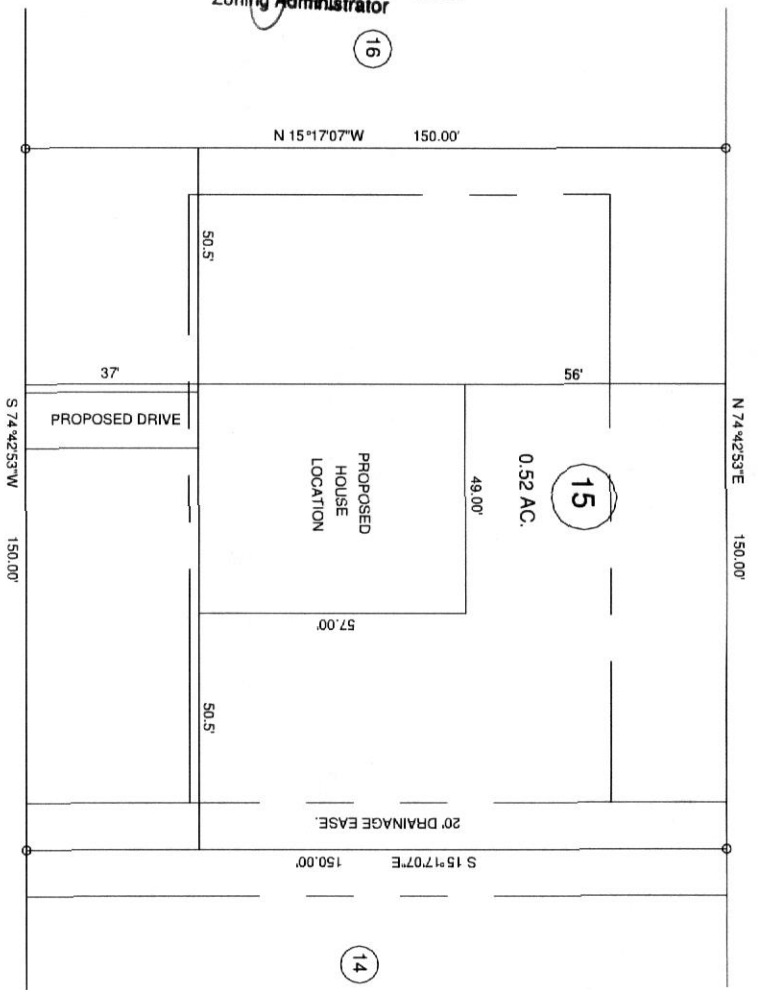 Zoning Administrator
16
N 15°17'07"W 150.00'
50.5'
37'
56'
PROPOSED DRIVE
S 74°42'53"W 150.00'
N 74°42'53"E 150.00'
15
0.52 AC.
49.00'
PROPOSED
HOUSE
LOCATION
57.00'
50.5'
20' DRAINAGE EASE.
S 15°17'07"E 150.00'
14